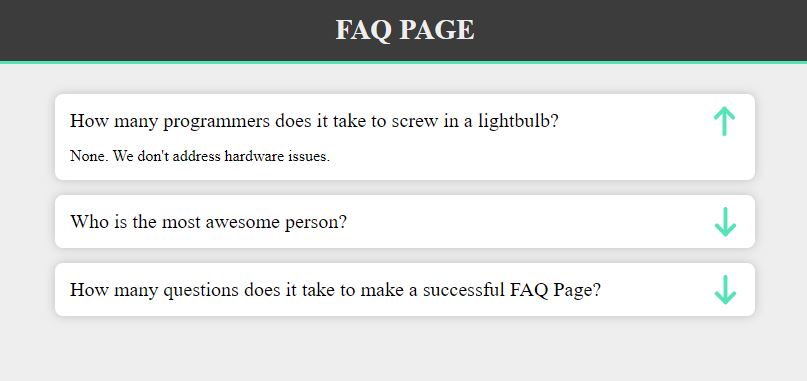 FAQ PAGE
How many programmers does it take to screw in a lightbulb?
None. We don't address hardware issues.
Who is the most awesome person?
How many questions does it take to make a successful FAQ Page?